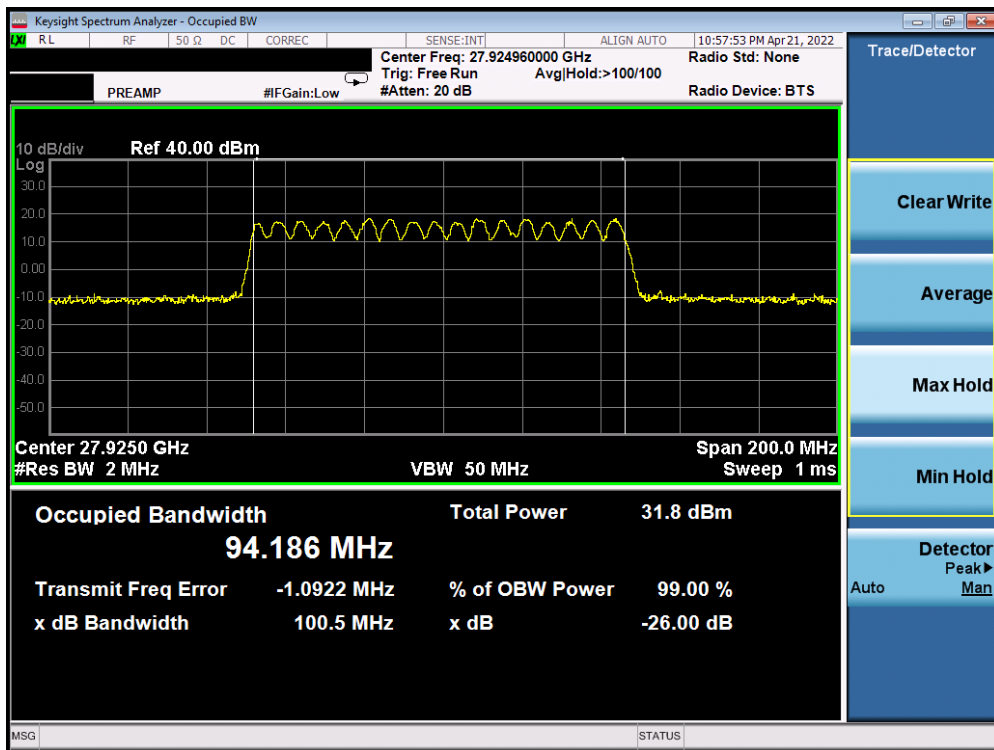 Keysight Spectrum Analyzer - Occupied BW
LXI RL RF 50 Ω DC CORREC SENSE:INT ALIGN AUTO 10:57:53 PM Apr 21, 2022
Center Freq: 27.924960000 GHz Radio Std: None
Trig: Free Run Avg|Hold:>100/100
PREAMP #IFGain:Low #Atten: 20 dB Radio Device: BTS
10 dB/div Ref 40.00 dBm
Log
30.0
20.0
10.0
0.00
-10.0
-20.0
-30.0
-40.0
-50.0
Center 27.9250 GHz Span 200.0 MHz
#Res BW 2 MHz VBW 50 MHz Sweep 1 ms
Occupied Bandwidth Total Power 31.8 dBm
94.186 MHz
Transmit Freq Error -1.0922 MHz % of OBW Power 99.00 %
x dB Bandwidth 100.5 MHz x dB -26.00 dB
MSG STATUS
Trace/Detector
Clear Write
Average
Max Hold
Min Hold
Detector
Peak▶
Auto Man